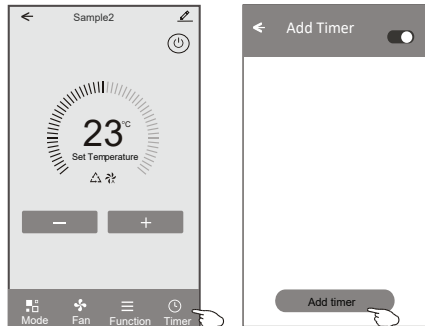 Sample2
23°C
Set Temperature
Mode Fan Function Timer
Add Timer
Add timer